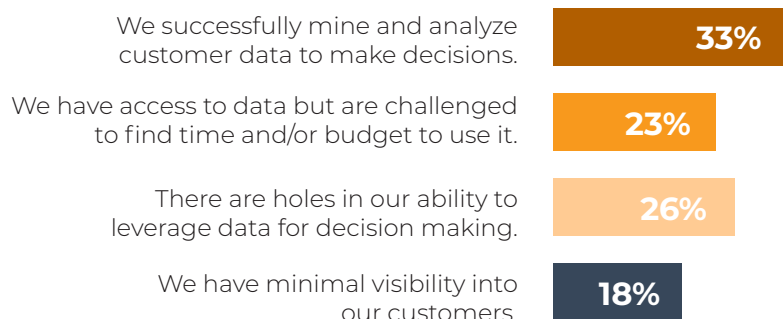 We successfully mine and analyze
customer data to make decisions.
33%
We have access to data but are challenged
to find time and/or budget to use it.
23%
There are holes in our ability to
leverage data for decision making.
26%
We have minimal visibility into
our customers.
18%